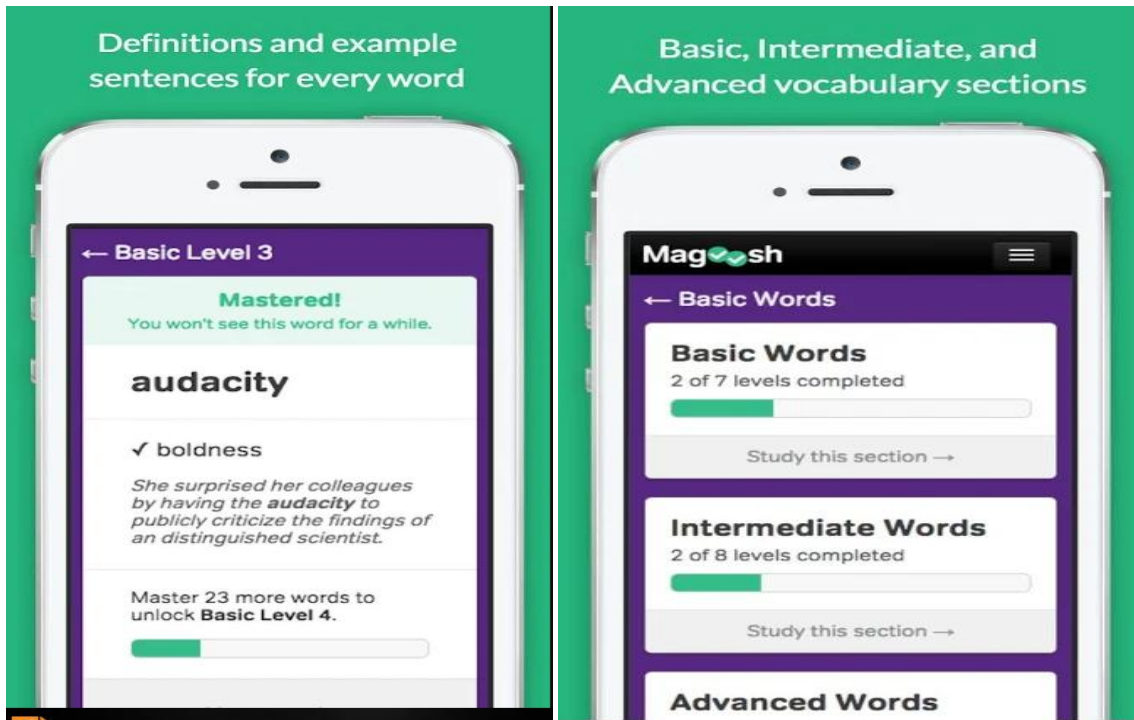 Definitions and example
sentences for every word
← Basic Level 3
Mastered!
You won't see this word for a while.
audacity
✓ boldness
She surprised her colleagues
by having the audacity to
publicly criticize the findings of
an distinguished scientist.
Master 23 more words to
unlock Basic Level 4.
Basic, Intermediate, and
Advanced vocabulary sections
Magoosh
← Basic Words
Basic Words
2 of 7 levels completed
Study this section →
Intermediate Words
2 of 8 levels completed
Study this section →
Advanced Words